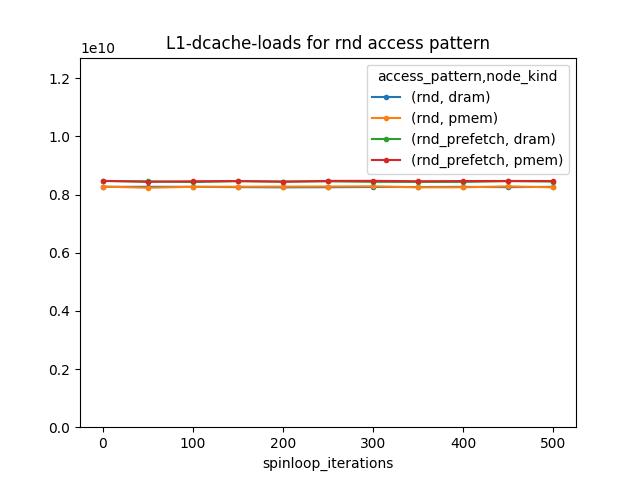 L1-dcache-loads for rnd access pattern
1e10
access_pattern,node_kind
(rnd, dram)
(rnd, pmem)
(rnd_prefetch, dram)
(rnd_prefetch, pmem)
1.2
1.0
0.8
0.6
0.4
0.2
0.0
0 100 200 300 400 500
spinloop_iterations